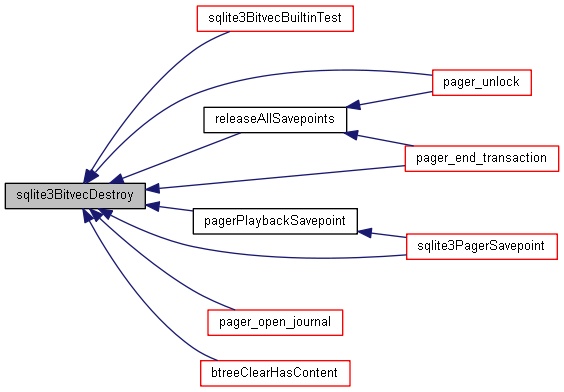 sqlite3BitvecBuiltinTest
pager_unlock
releaseAllSavepoints
pager_end_transaction
sqlite3BitvecDestroy
pagerPlaybackSavepoint
sqlite3PagerSavepoint
pager_open_journal
btreeClearHasContent